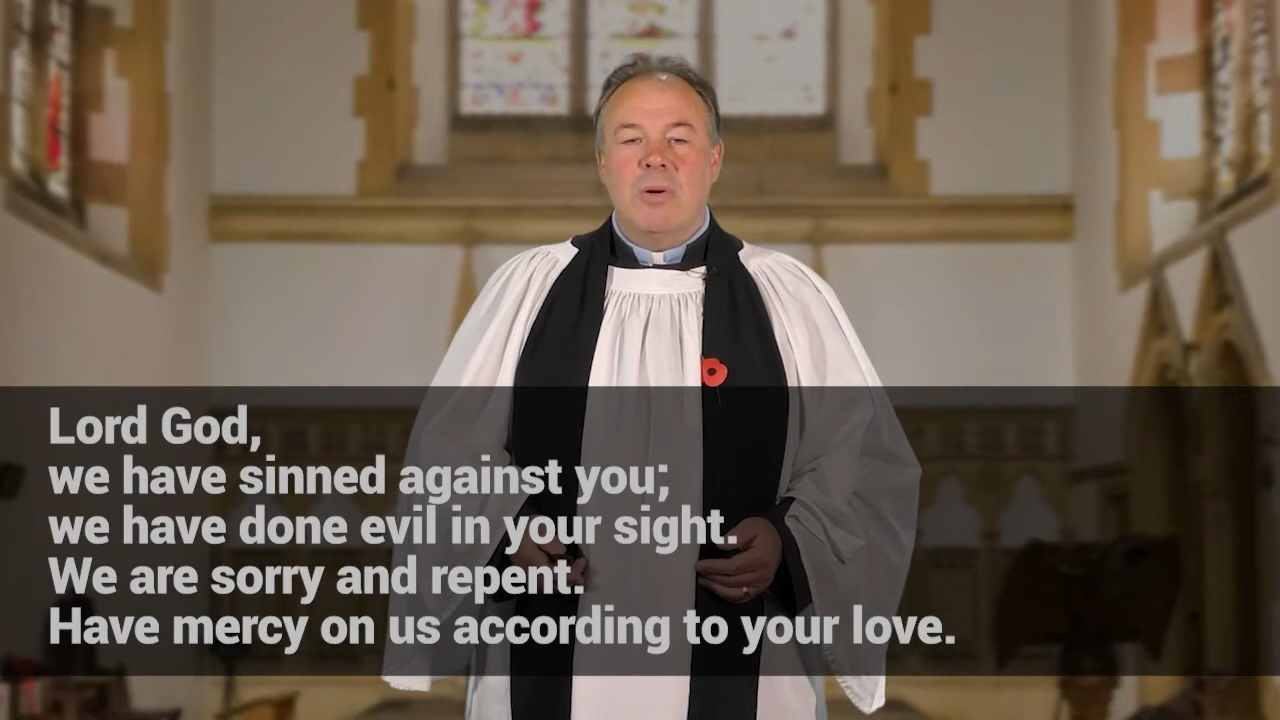 Lord God,
we have sinned against you;
we have done evil in your sight.
We are sorry and repent.
Have mercy on us according to your love.